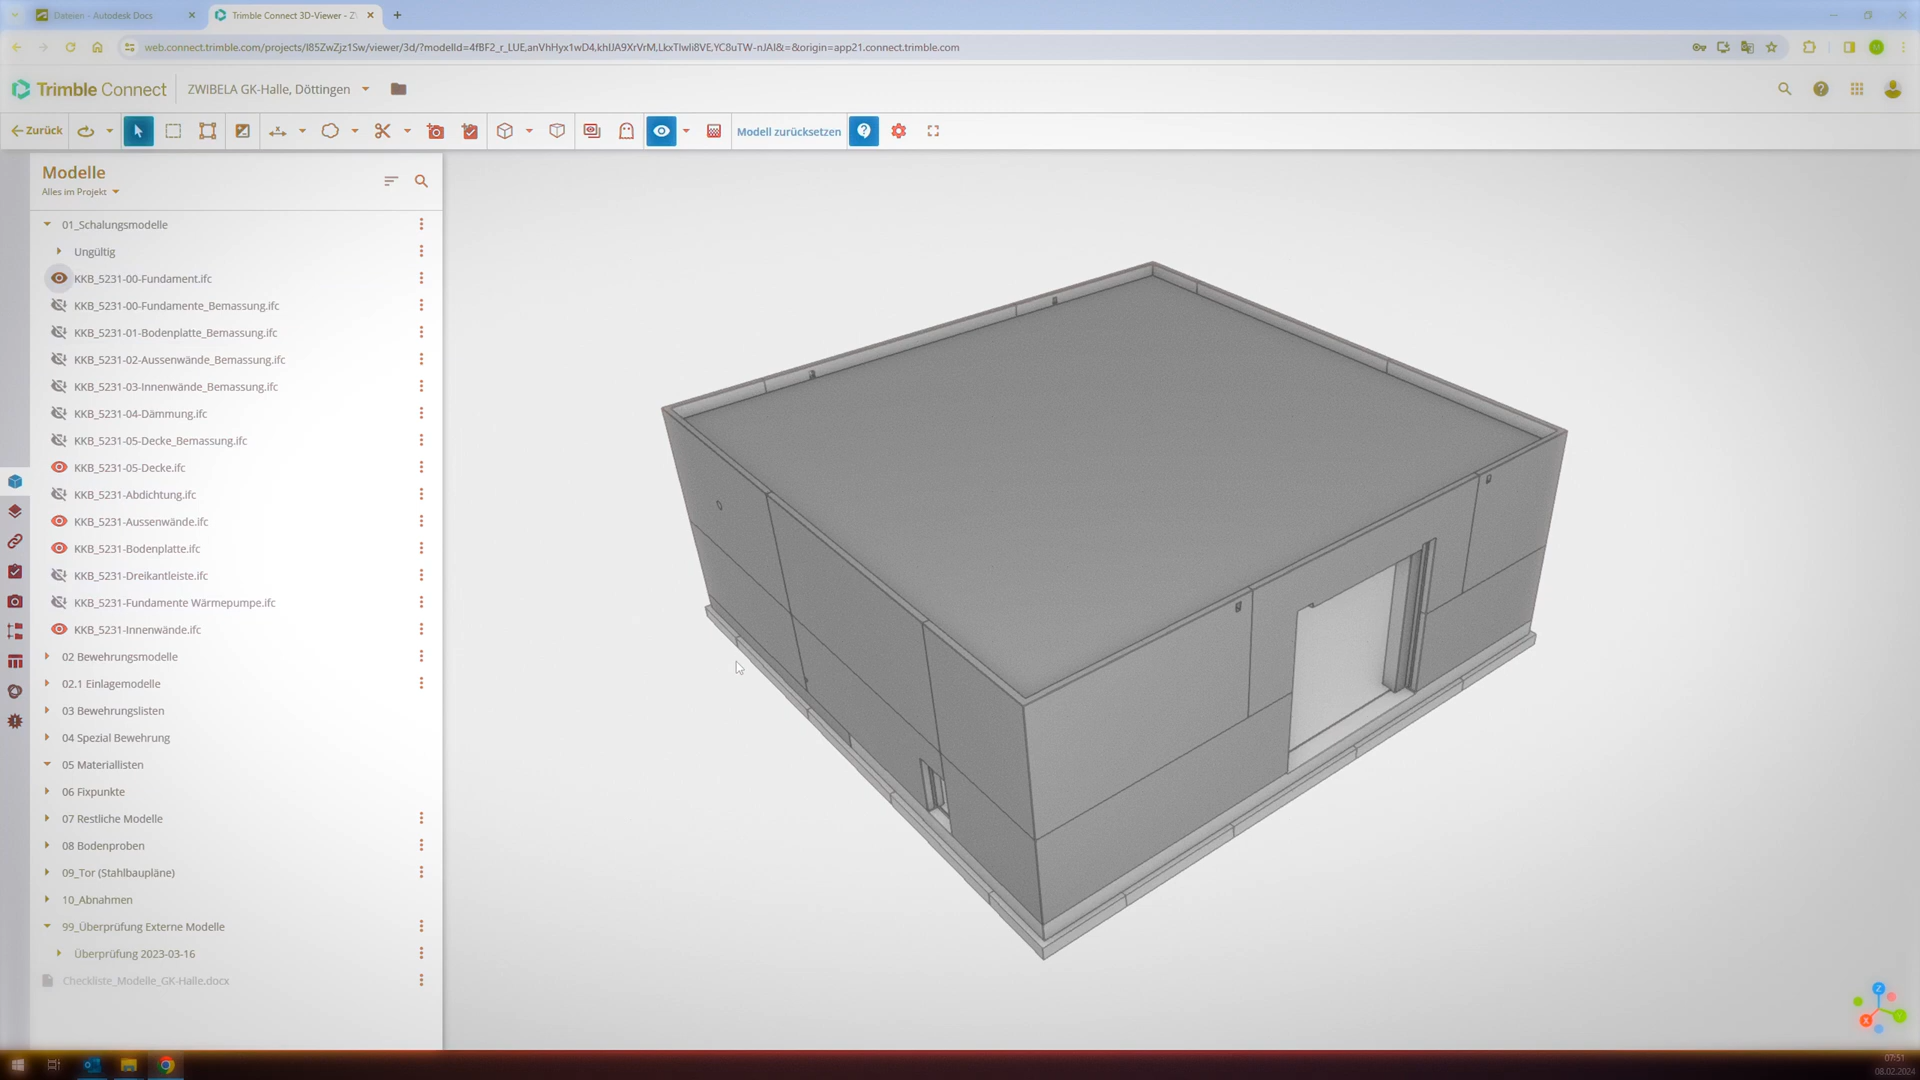 Dateien - Autodesk Docs
Trimble Connect 3D-Viewer - Z
web.connect.trimble.com/projects/I85ZwZjz1Sw/viewer/3d/?modelId=4fBF2_r_LUE,anVhHyx1wD4,khlJA9XrVrM,LkxTlwIi8VE,YC8uTW-nJAI&=&origin=app21.connect.trimble.com
Trimble Connect
ZWIBELA GK-Halle, Döttingen
Zurück
Modell zurücksetzen
Modelle
Alles im Projekt
01_Schalungsmodelle
Ungültig
KKB_5231-00-Fundament.ifc
KKB_5231-00-Fundamente_Bemassung.ifc
KKB_5231-01-Bodenplatte_Bemassung.ifc
KKB_5231-02-Aussenwände_Bemassung.ifc
KKB_5231-03-Innenwände_Bemassung.ifc
KKB_5231-04-Dämmung.ifc
KKB_5231-05-Decke_Bemassung.ifc
KKB_5231-05-Decke.ifc
KKB_5231-Abdichtung.ifc
KKB_5231-Aussenwände.ifc
KKB_5231-Bodenplatte.ifc
KKB_5231-Dreikantleiste.ifc
KKB_5231-Fundamente Wärmepumpe.ifc
KKB_5231-Innenwände.ifc
02 Bewehrungsmodelle
02.1 Einlagemodelle
03 Bewehrungslisten
04 Spezial Bewehrung
05 Materiallisten
06 Fixpunkte
07 Restliche Modelle
08 Bodenproben
09_Tor (Stahlbaupläne)
10_Abnahmen
99_Überprüfung Externe Modelle
Überprüfung 2023-03-16
Checkliste_Modelle_GK-Halle.docx
Z
X
07:51
08.02.2024